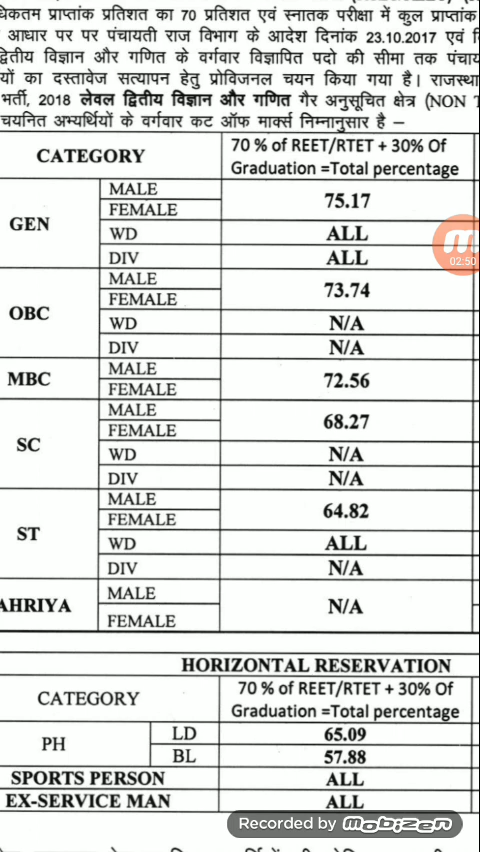 धिकतम प्राप्तांक प्रतिशत का 70 प्रतिशत एवं स्नातक परीक्षा में कुल प्राप्तांक
आधार पर पर पंचायती राज विभाग के आदेश दिनांक 23.10.2017 एवं
द्वितीय विज्ञान और गणित के वर्गवार विज्ञापित पदो की सीमा तक पंचाय
यों का दस्तावेज सत्यापन हेतु प्रोविजनल चयन किया गया है। राजस्था
भर्ती, 2018 लेवल द्वितीय विज्ञान और गणित गैर अनुसूचित क्षेत्र (NON T
चयनित अभ्यर्थियों के वर्गवार कट ऑफ मार्क्स निम्नानुसार है –
CATEGORY
70 % of REET/RTET + 30% Of
Graduation =Total percentage
GEN
MALE
FEMALE
75.17
WD ALL
DIV ALL
02:50
OBC
MALE
FEMALE
73.74
WD N/A
DIV N/A
MBC
MALE
FEMALE
72.56
SC
MALE
FEMALE
68.27
WD N/A
DIV N/A
ST
MALE
FEMALE
64.82
WD ALL
DIV N/A
AHRIYA
MALE
FEMALE
N/A
HORIZONTAL RESERVATION
CATEGORY
70 % of REET/RTET + 30% Of
Graduation =Total percentage
PH
LD 65.09
BL 57.88
SPORTS PERSON ALL
EX-SERVICE MAN ALL
Recorded by mobizen